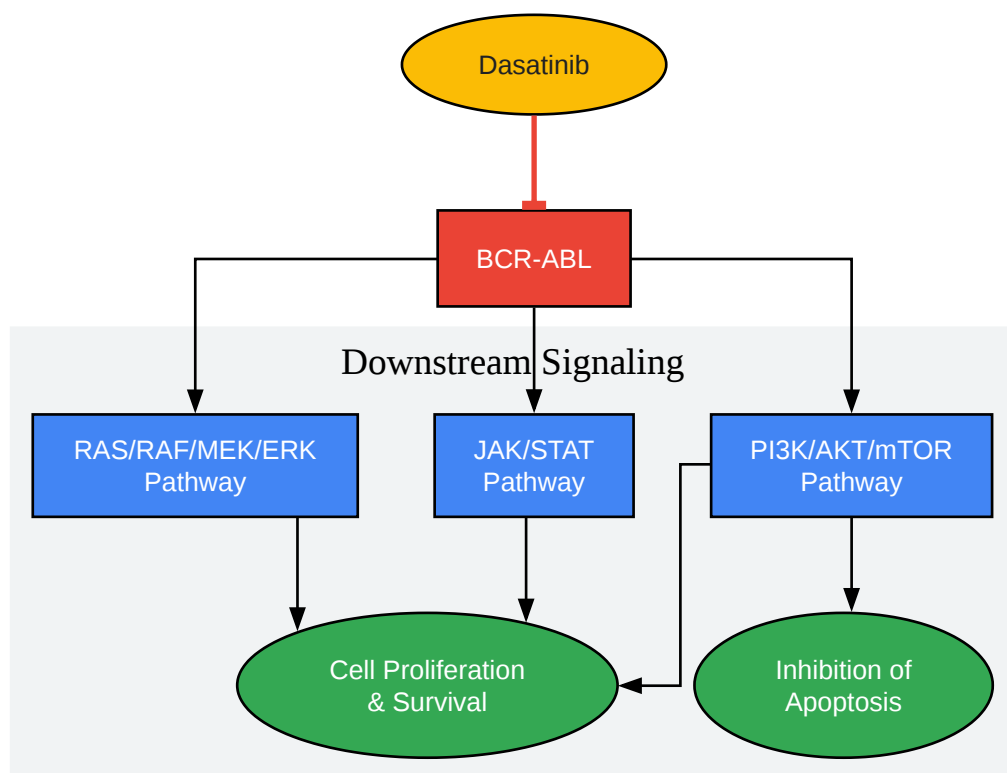 Dasatinib
BCR-ABL
Downstream Signaling
RAS/RAF/MEK/ERK
Pathway
JAK/STAT
Pathway
PI3K/AKT/mTOR
Pathway
Cell Proliferation
& Survival
Inhibition of
Apoptosis